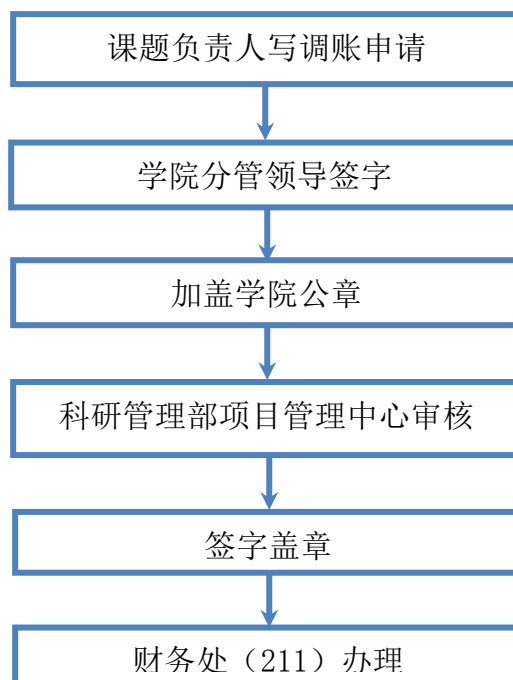 课题负责人写调账申请
学院分管领导签字
加盖学院公章
科研管理部项目管理中心审核
签字盖章
财务处（211）办理